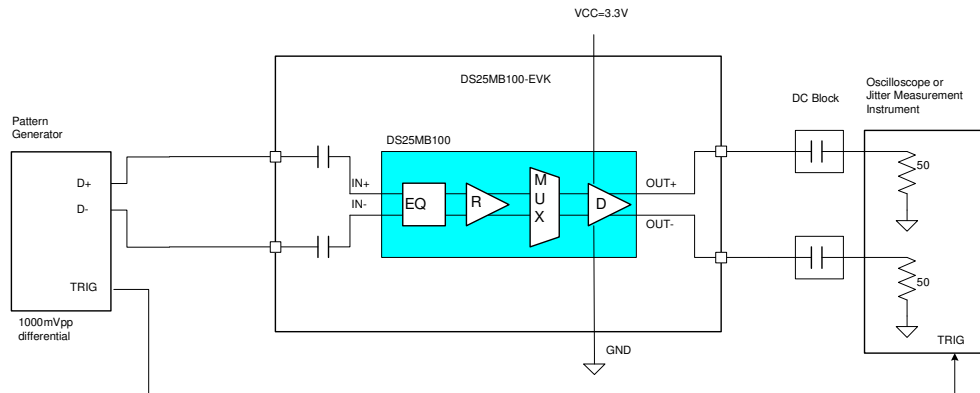 VCC=3.3V
DS25MB100-EVK
Oscilloscope or
Jitter Measurement
Instrument
DC Block
Pattern
Generator
DS25MB100
D+
D-
IN+
IN-
EQ
R
M
U
X
D
OUT+
OUT-
50
50
TRIG
1000mVpp
differential
GND
TRIG